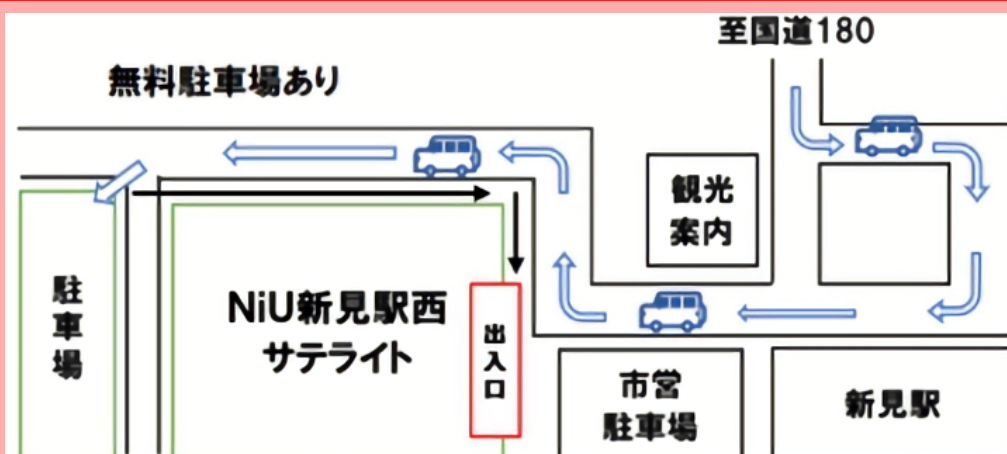 至国道180
無料駐車場あり
観光
案内
駐
車
場
NiU新見駅西
サテライト
出
入
口
市営
駐車場
新見駅